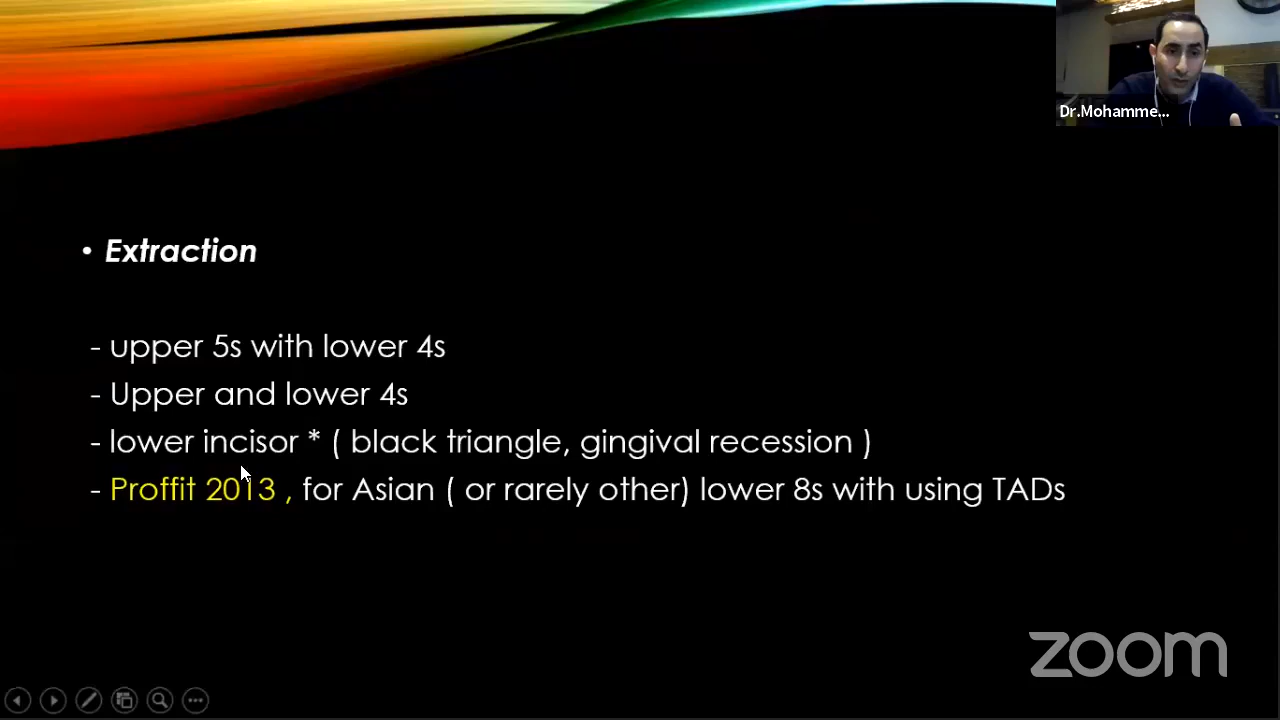 Dr.Mohamme...
• Extraction
- upper 5s with lower 4s
- Upper and lower 4s
- lower incisor * ( black triangle, gingival recession )
- Proffit 2013 , for Asian ( or rarely other) lower 8s with using TADs
zoom